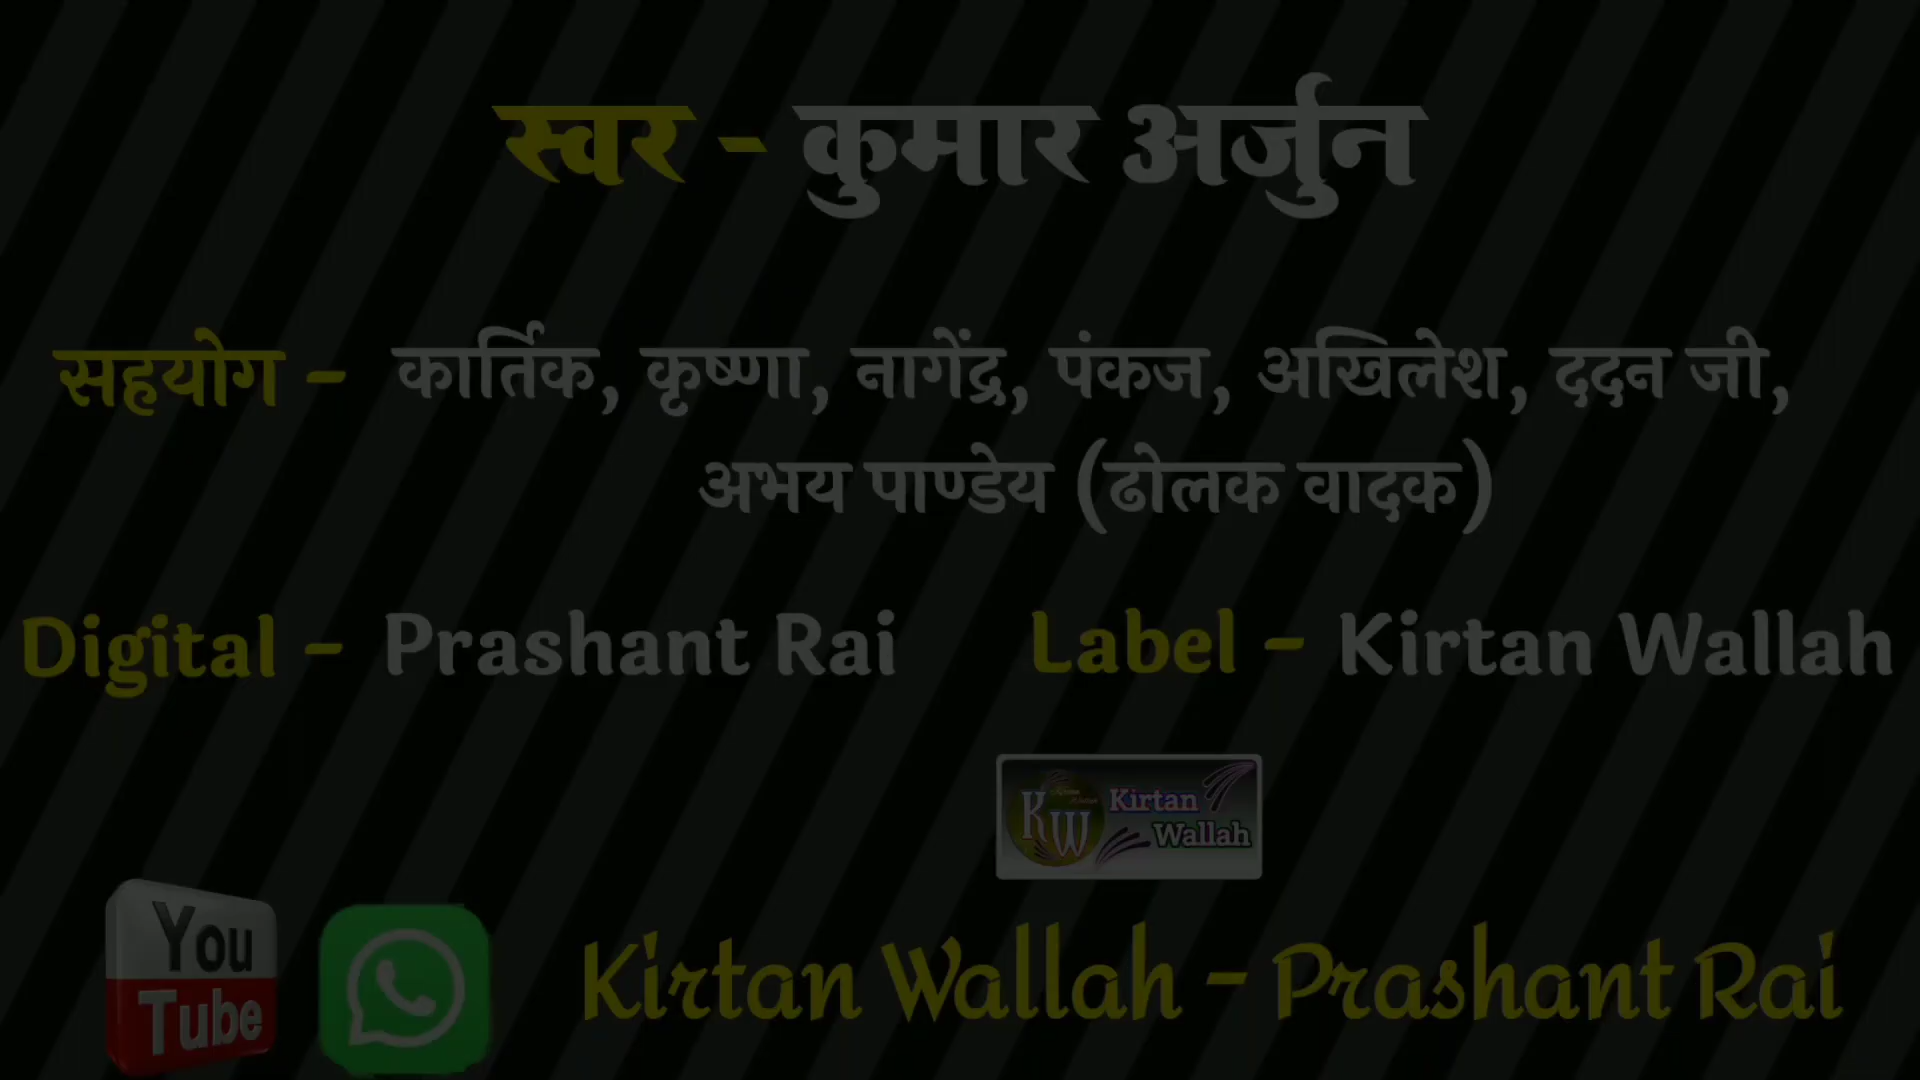 स्वर - कुमार अर्जुन
सहयोग - कार्तिक, कृष्णा, नागेंद्र, पंकज, अखिलेश, ददन जी,
अभय पाण्डेय (ढोलक वादक)
Digital - Prashant Rai Label - Kirtan Wallah
KW Kirtan
Wallah
You
Tube
Kirtan Wallah - Prashant Rai